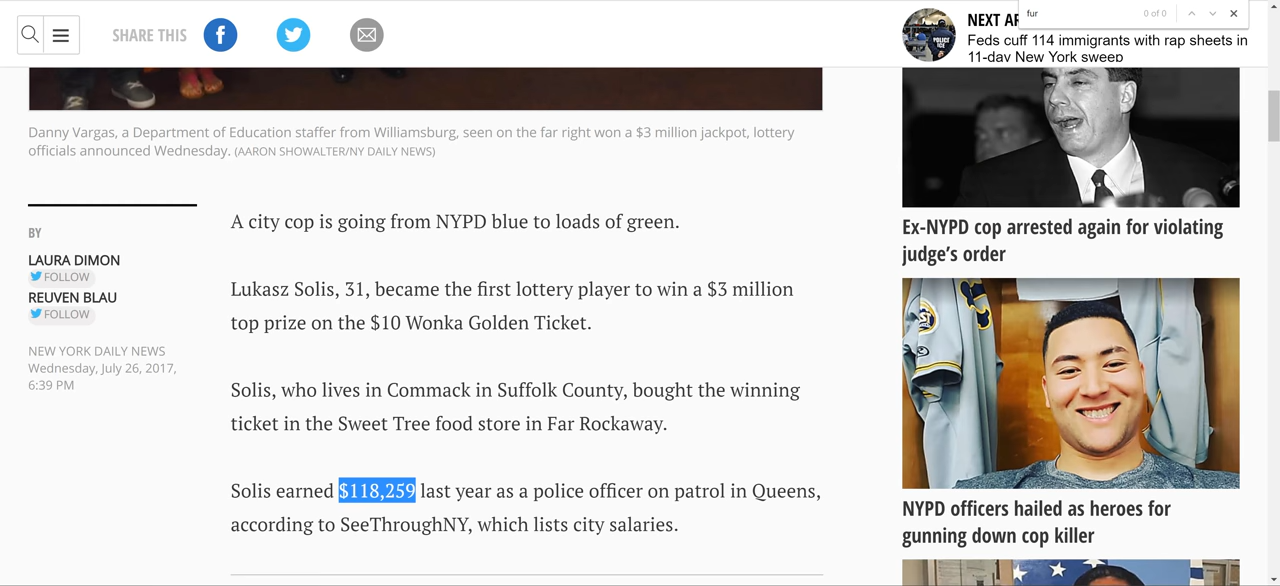 SHARE THIS
NEXT AR
Feds cuff 114 immigrants with rap sheets in
11-day New York sweep
fur
0 of 0
Danny Vargas, a Department of Education staffer from Williamsburg, seen on the far right won a $3 million jackpot, lottery
officials announced Wednesday. (AARON SHOWALTER/NY DAILY NEWS)
BY
LAURA DIMON
FOLLOW
REUVEN BLAU
FOLLOW
NEW YORK DAILY NEWS
Wednesday, July 26, 2017,
6:39 PM
A city cop is going from NYPD blue to loads of green.
Lukasz Solis, 31, became the first lottery player to win a $3 million
top prize on the $10 Wonka Golden Ticket.
Solis, who lives in Commack in Suffolk County, bought the winning
ticket in the Sweet Tree food store in Far Rockaway.
Solis earned $118,259 last year as a police officer on patrol in Queens,
according to SeeThroughNY, which lists city salaries.
POLICE
ICE
Ex-NYPD cop arrested again for violating
judge's order
NYPD officers hailed as heroes for
gunning down cop killer